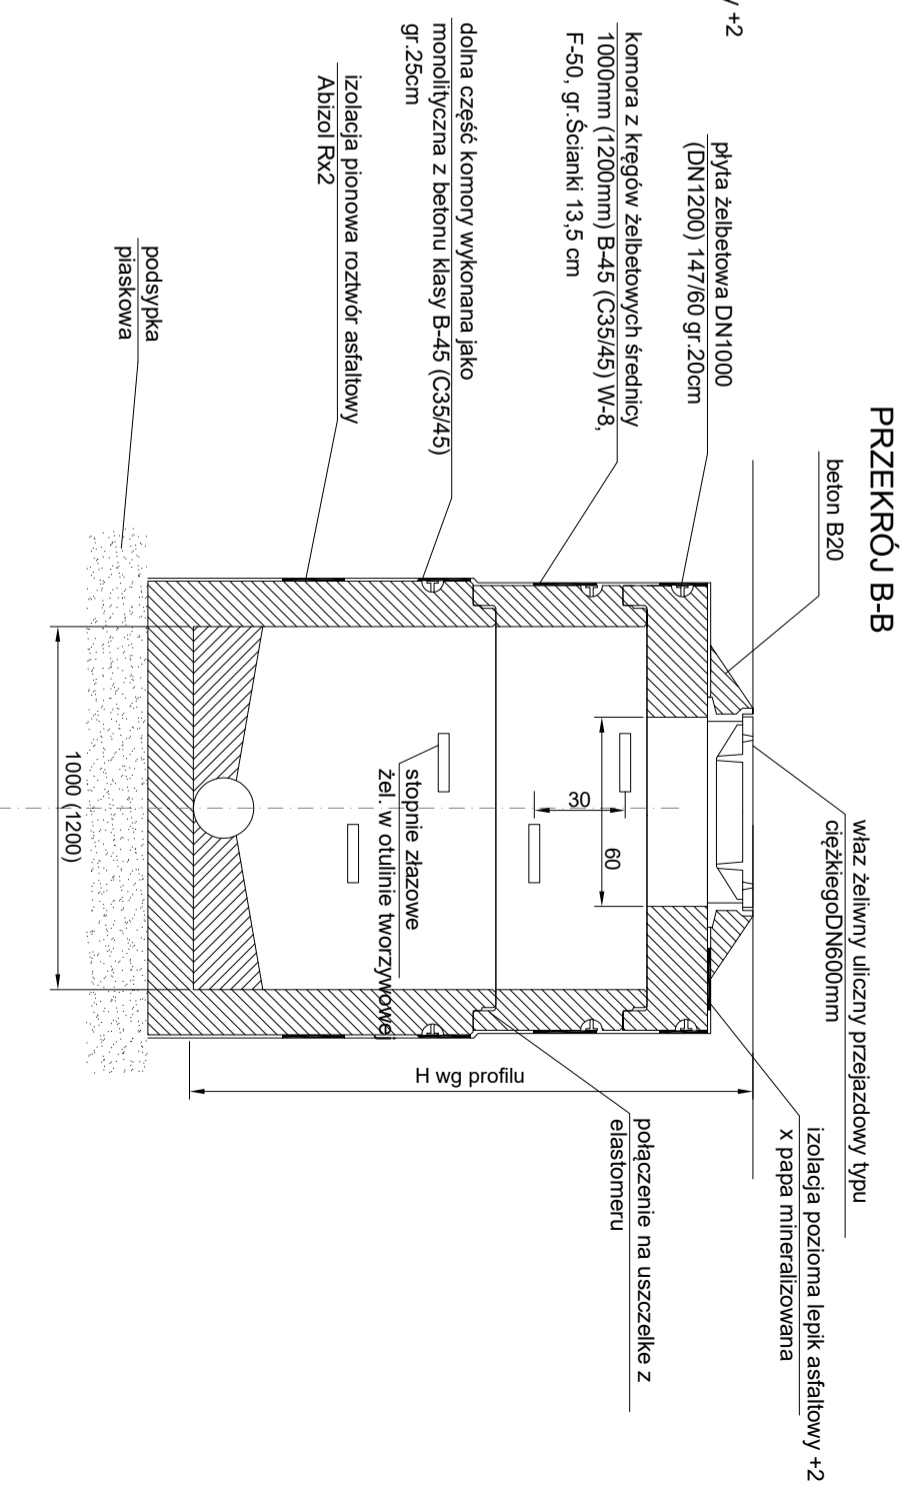 y +2
PRZEKRÓJ B-B
beton B20
płyta żelbetowa DN1000
(DN1200) 147/60 gr.20cm
komora z kręgów żelbetowych średnicy
1000mm (1200mm) B-45 (C35/45) W-8,
F-50, gr.Ścianki 13,5 cm
dolna część komory wykonana jako
monolityczna z betonu klasy B-45 (C35/45)
gr.25cm
izolacja pionowa roztwór asfaltowy
Abizol Rx2
podsypka
piaskowa
właz żeliwny uliczny przejazdowy typu
ciężkiegoDN600mm
izolacja pozioma lepik asfaltowy +2
x papa mineralizowana
połączenie na uszczelke z
elastomeru
stopnie złazowe
żel. w otulinie tworzywowej
30
60
H wg profilu
1000 (1200)